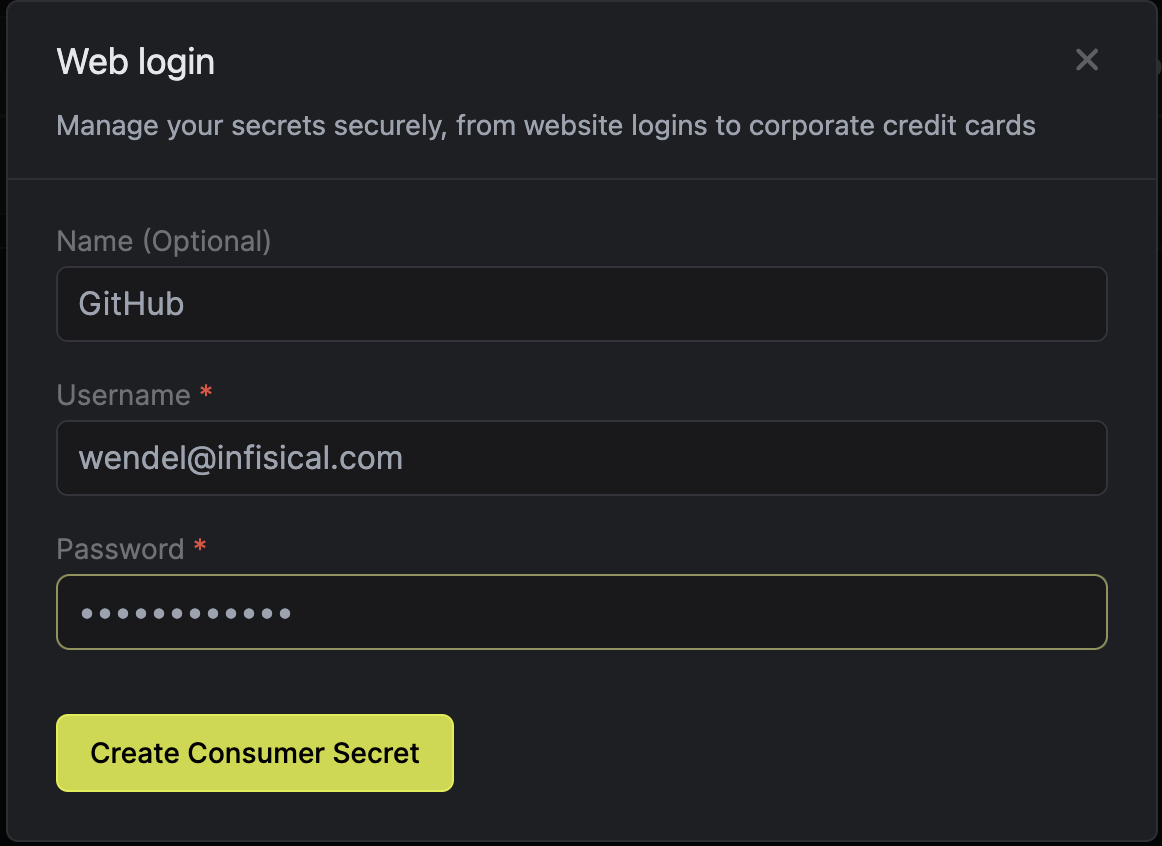 Web login
Manage your secrets securely, from website logins to corporate credit cards
Name (Optional)
GitHub
Username *
wendel@infisical.com
Password *
••••••••••••
Create Consumer Secret